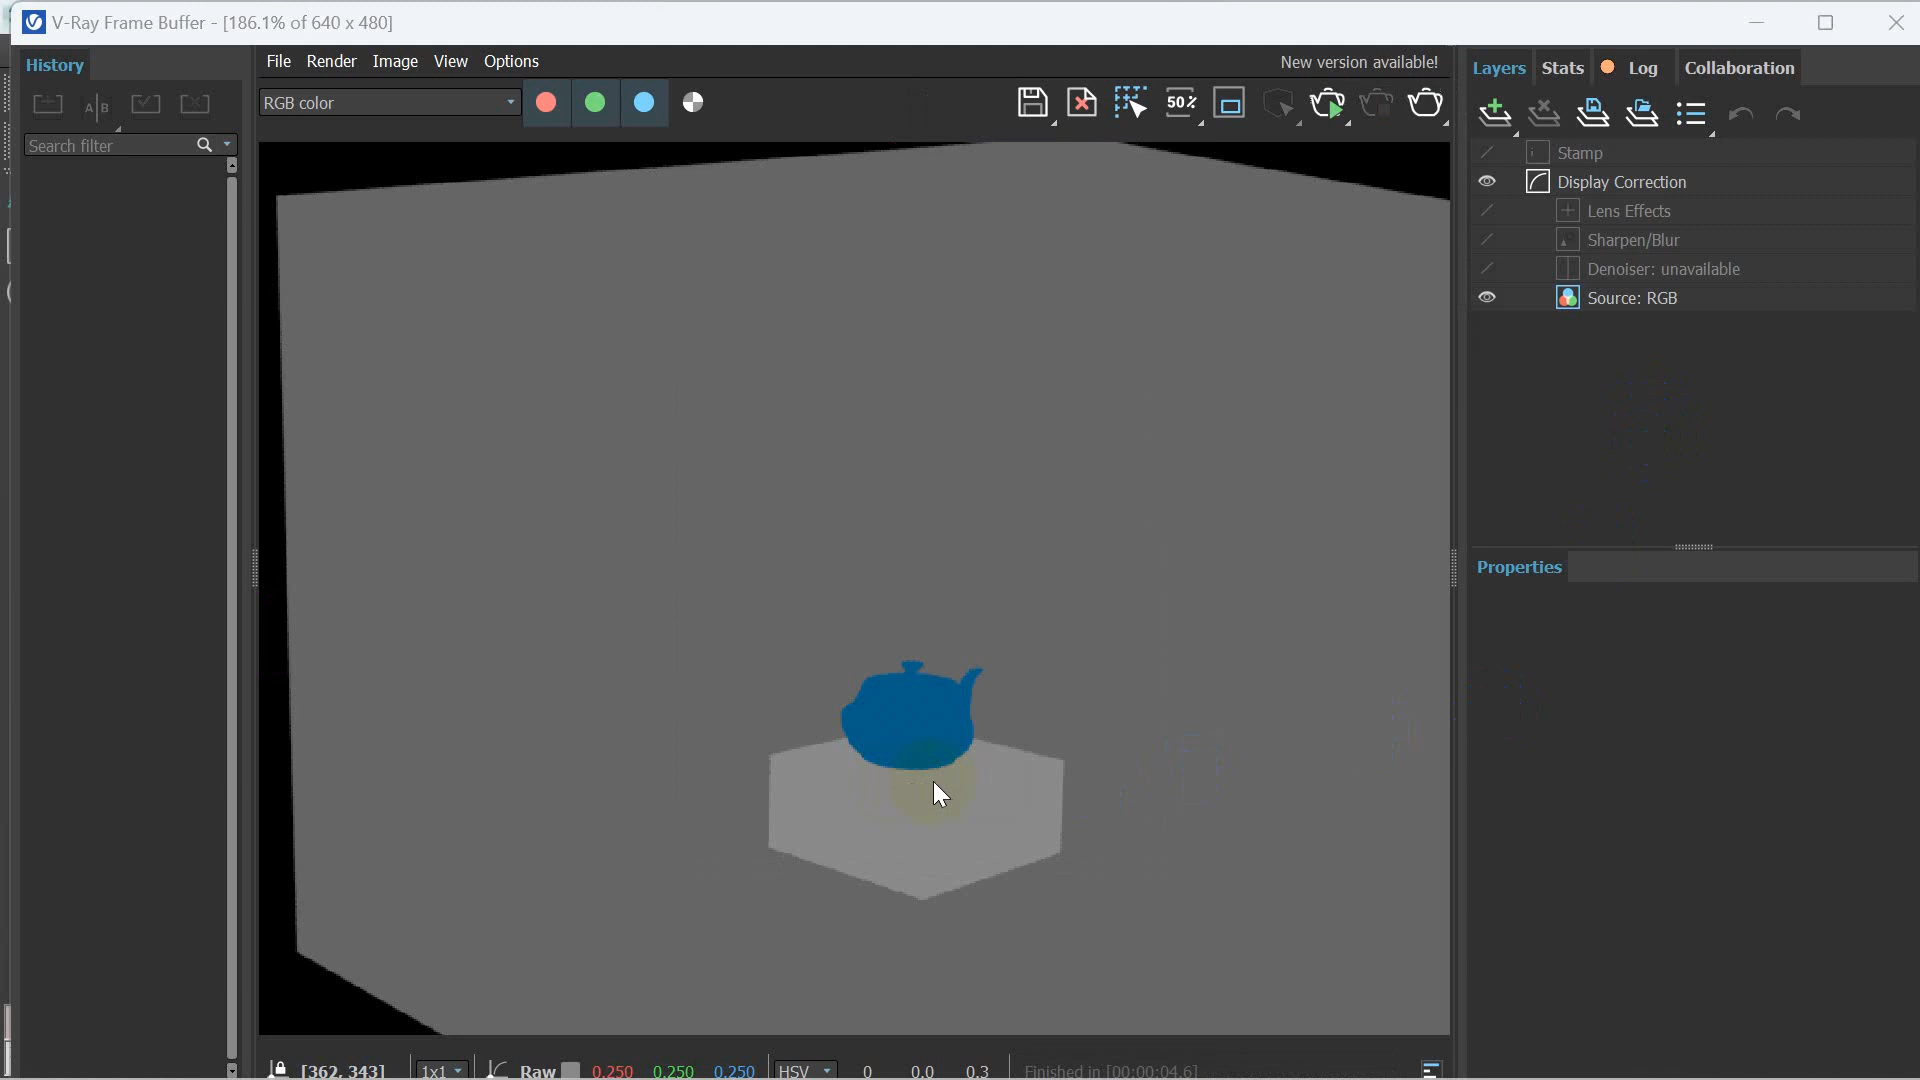 V-Ray Frame Buffer - [186.1% of 640 x 480]
History
File Render Image View Options
New version available!
Layers Stats Log Collaboration
RGB color
50%
A|B
Search filter
Stamp
Display Correction
Lens Effects
Sharpen/Blur
Denoiser: unavailable
Source: RGB
Properties
[362, 343] 1x1 Raw 0.250 0.250 0.250 HSV 0 0.0 0.3 Finished in [00:00:04.6]